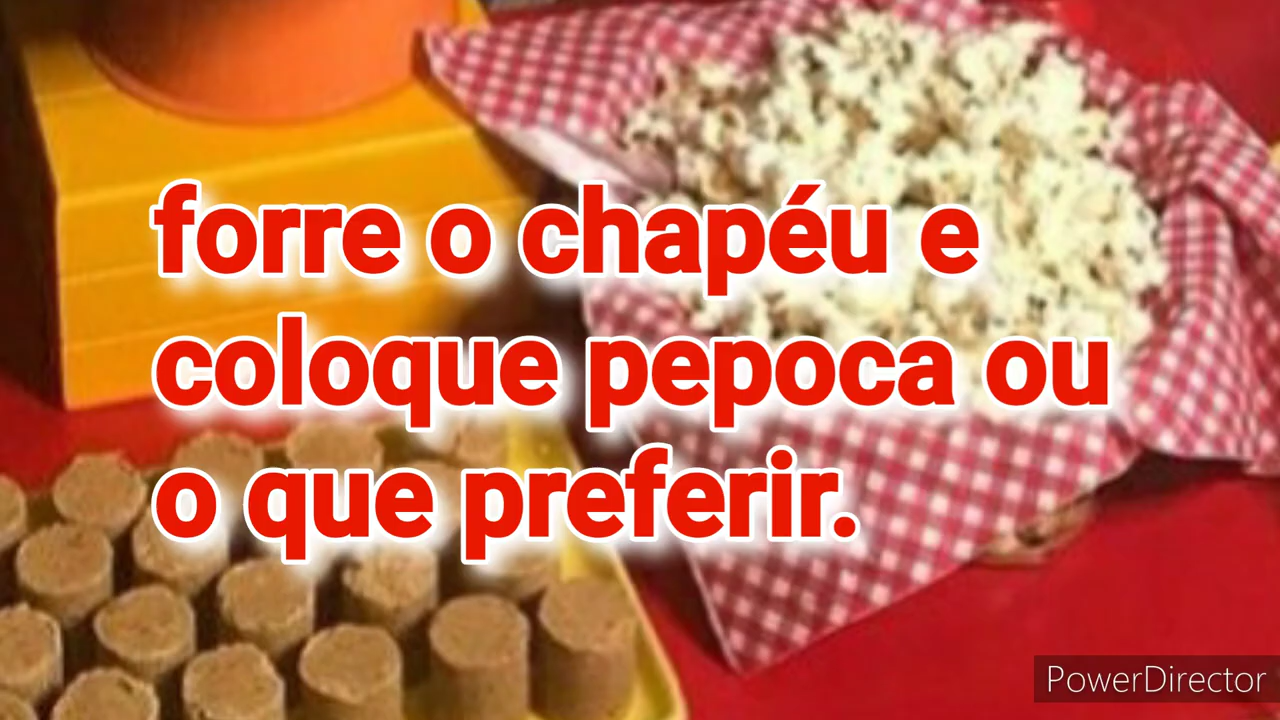 forre o chapéu e
coloque pepoca ou
o que preferir.
PowerDirector